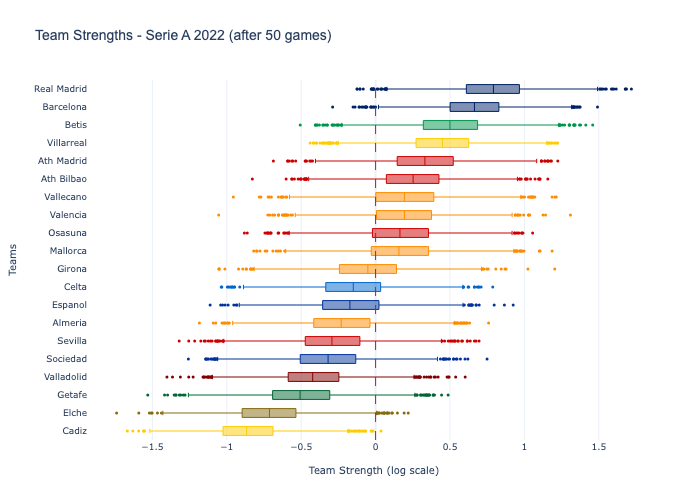 Team Strengths - Serie A 2022 (after 50 games)
Real Madrid
Barcelona
Betis
Villarreal
Ath Madrid
Ath Bilbao
Vallecano
Valencia
Osasuna
Mallorca
Girona
Celta
Espanol
Almeria
Sevilla
Sociedad
Valladolid
Getafe
Elche
Cadiz
Teams
−1.5 −1 −0.5 0 0.5 1 1.5
Team Strength (log scale)